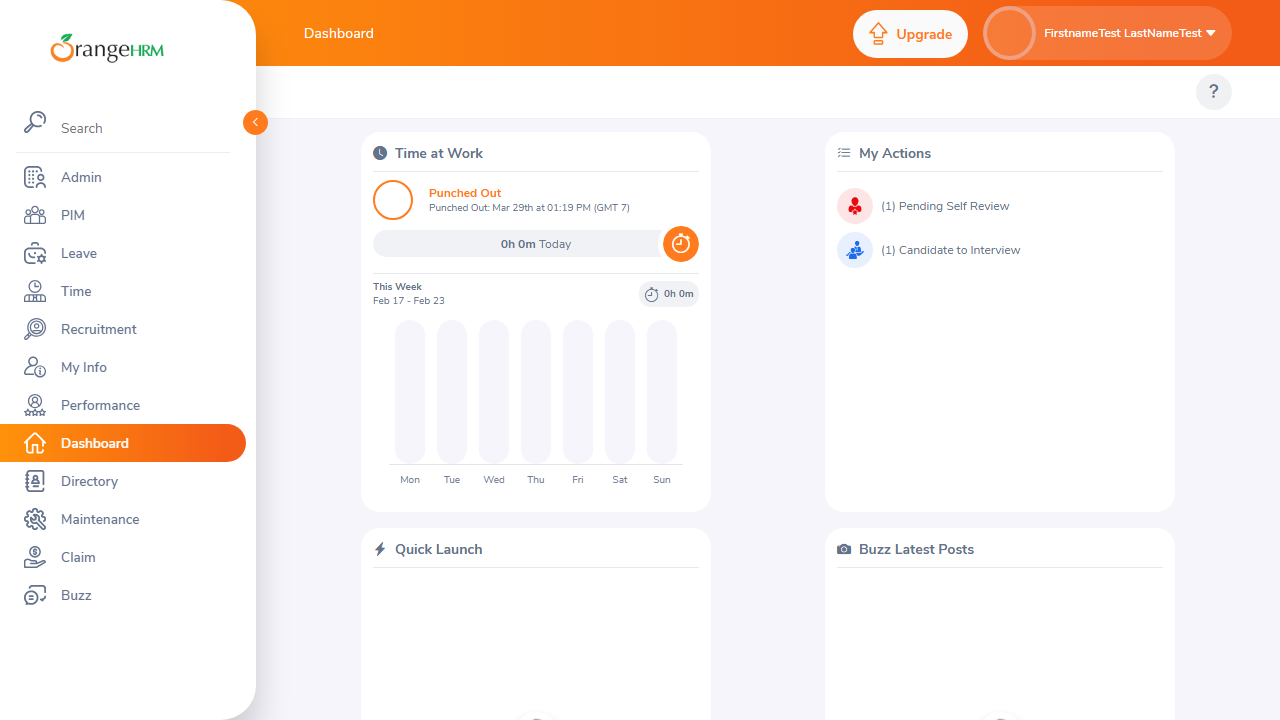 OrangeHRM
Search
Admin
PIM
Leave
Time
Recruitment
My Info
Performance
Dashboard
Directory
Maintenance
Claim
Buzz
Dashboard
Upgrade
FirstnameTest LastNameTest
?
Time at Work
Punched Out
Punched Out: Mar 29th at 01:19 PM (GMT 7)
0h 0m Today
This Week
Feb 17 - Feb 23
0h 0m
Mon Tue Wed Thu Fri Sat Sun
My Actions
(1) Pending Self Review
(1) Candidate to Interview
Quick Launch
Buzz Latest Posts